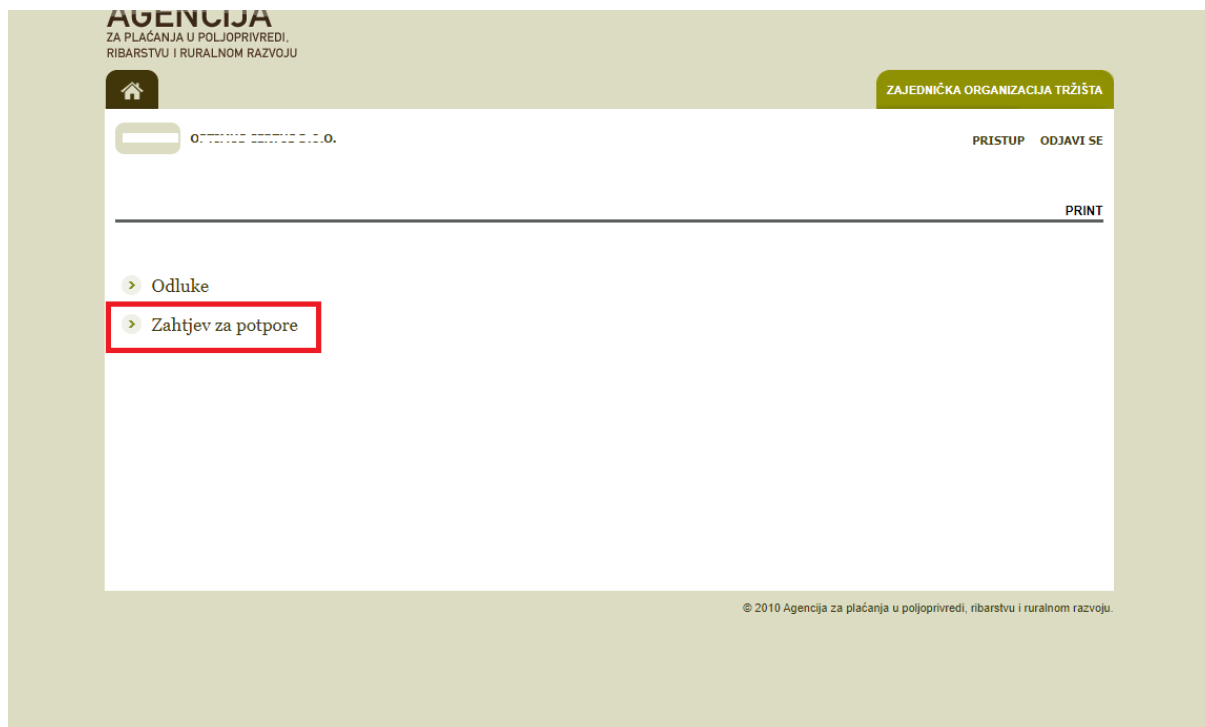 AGENCIJA
ZA PLAĆANJA U POLJOPRIVREDI,
RIBARSTVU I RURALNOM RAZVOJU
ZAJEDNIČKA ORGANIZACIJA TRŽIŠTA
PRISTUP ODJAVI SE
PRINT
Odluke
Zahtjev za potpore
© 2010 Agencija za plaćanja u poljoprivredi, ribarstvu i ruralnom razvoju.